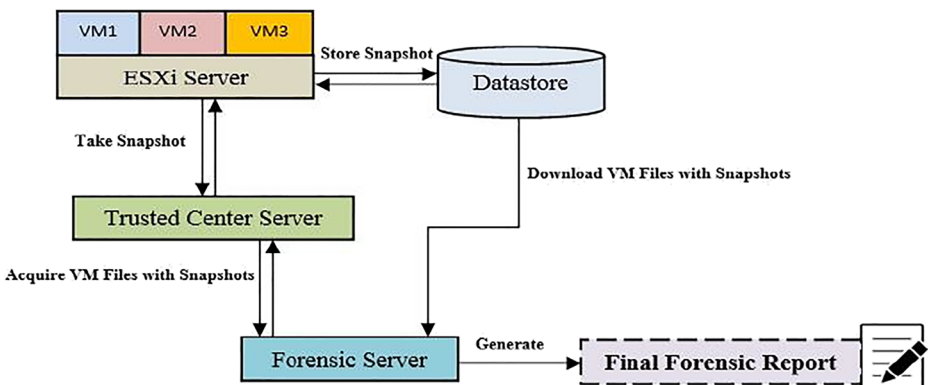 VM1 VM2 VM3
Store Snapshot
ESXi Server
Datastore
Take Snapshot
Download VM Files with Snapshots
Trusted Center Server
Acquire VM Files with Snapshots
Forensic Server
Generate
Final Forensic Report